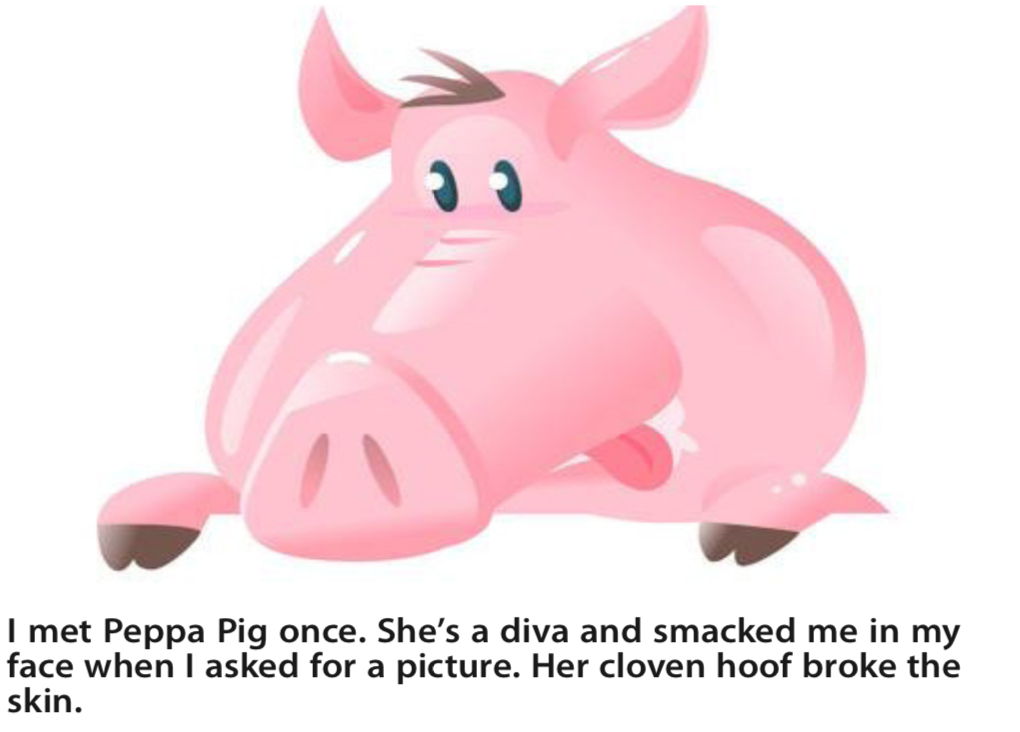 I met Peppa Pig once. She’s a diva and smacked me in my
face when I asked for a picture. Her cloven hoof broke the
skin.